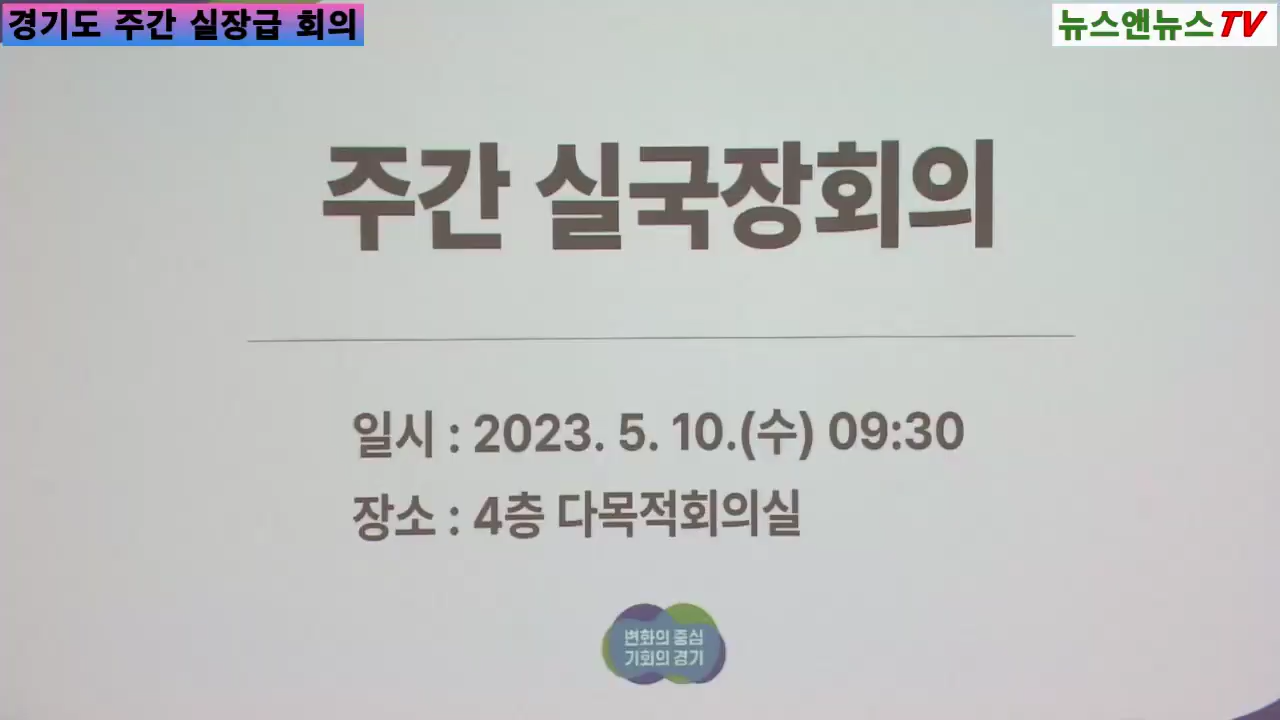 경기도 주간 실장급 회의
뉴스앤뉴스TV
주간 실국장회의
일시 : 2023. 5. 10.(수) 09:30
장소 : 4층 다목적회의실
변화의 중심
기회의 경기